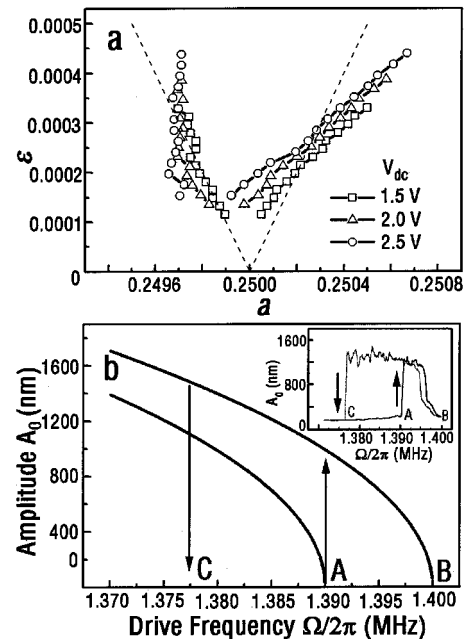 a
0.0005
0.0004
0.0003
0.0002
0.0001
0
ε
V_dc
1.5 V
2.0 V
2.5 V
0.2496
0.2500
0.2504
0.2508
a
b
1600
1200
800
400
0
Amplitude A₀ (nm)
1600
800
0
A₀ (nm)
C
A
B
1.380
1.390
1.400
Ω/2π (MHz)
C
A
B
1.370
1.375
1.380
1.385
1.390
1.395
1.400
Drive Frequency Ω/2π (MHz)